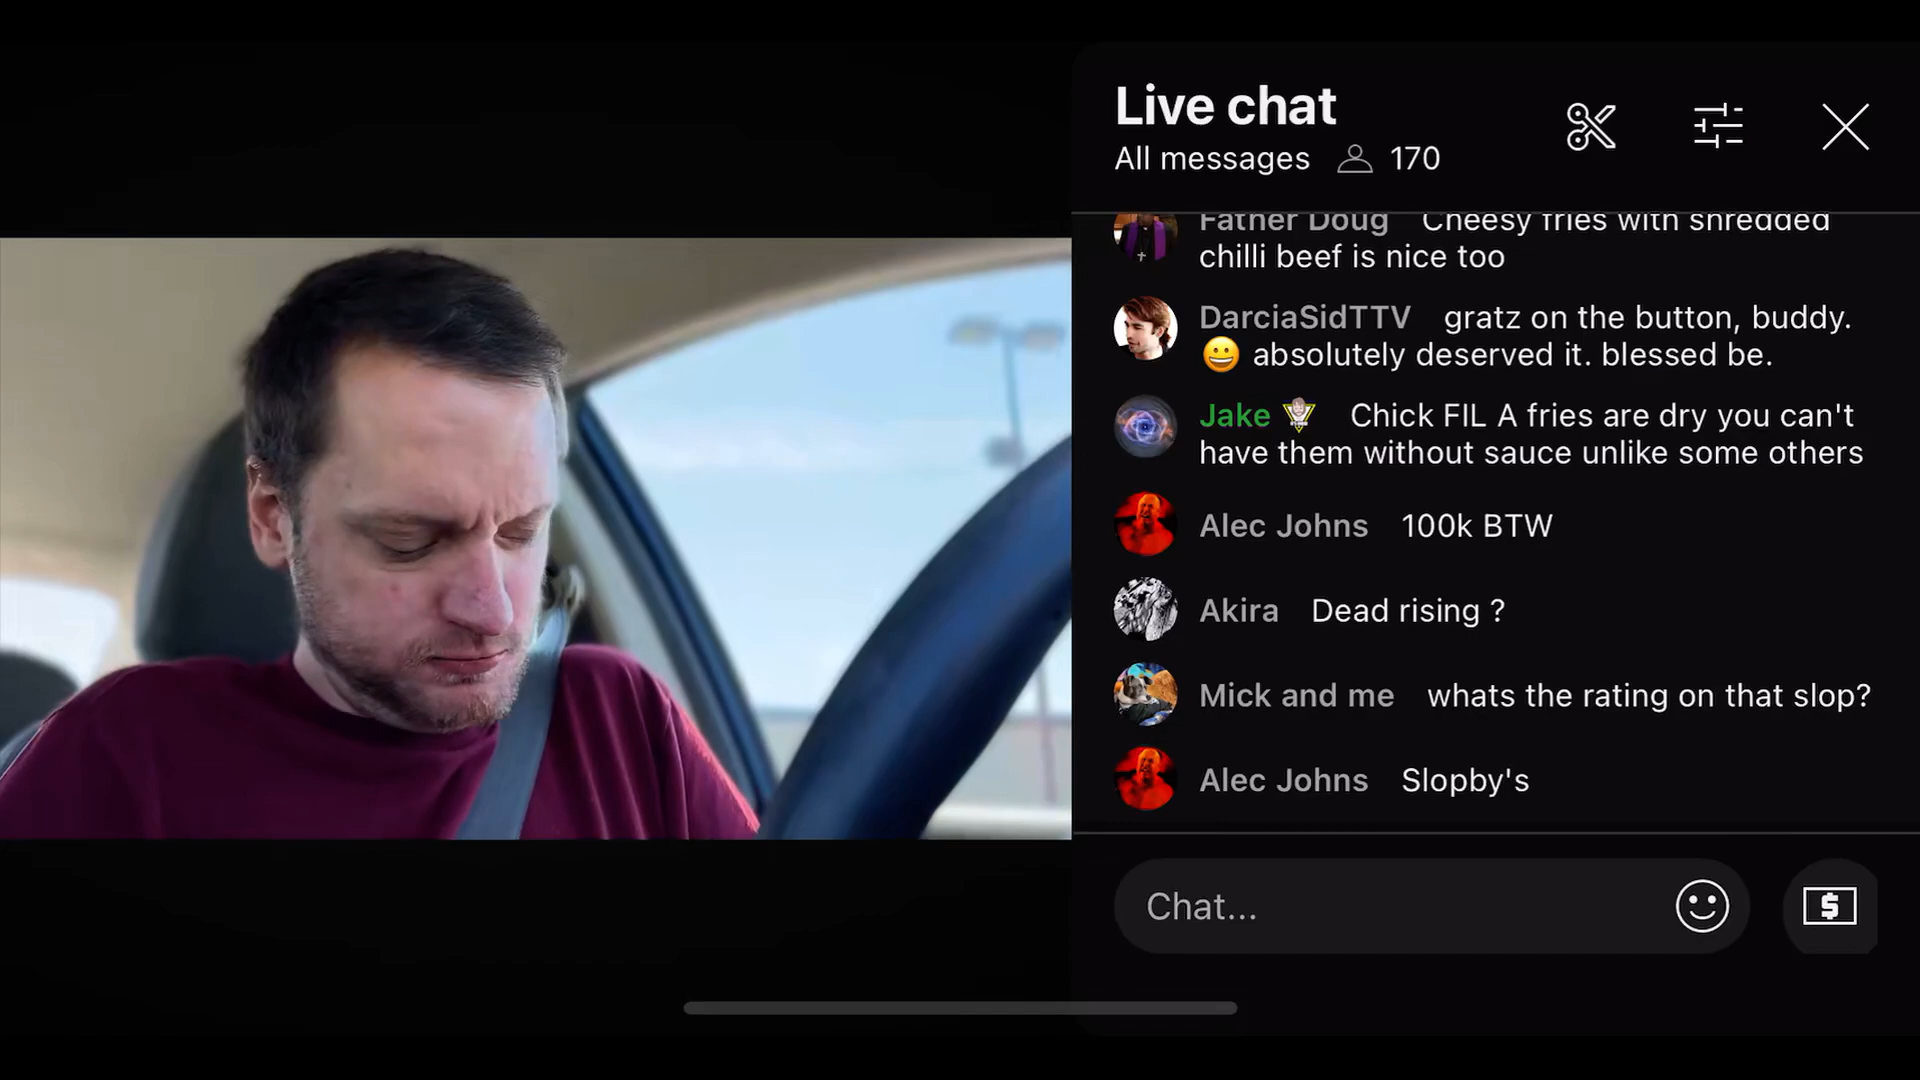 Live chat
All messages 170
Father Doug Cheesy fries with shredded
chilli beef is nice too
DarciaSidTTV gratz on the button, buddy.
😀 absolutely deserved it. blessed be.
Jake Chick FIL A fries are dry you can't
have them without sauce unlike some others
Alec Johns 100k BTW
Akira Dead rising ?
Mick and me whats the rating on that slop?
Alec Johns Slopby's
Chat...